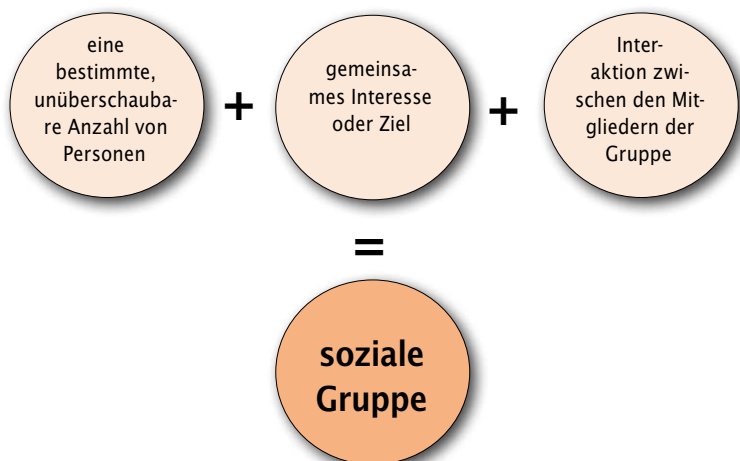 eine
bestimmte,
unüberschauba-
re Anzahl von
Personen
+
gemeinsa-
mes Interesse
oder Ziel
+
Inter-
aktion zwi-
schen den Mit-
gliedern der
Gruppe
=
soziale
Gruppe